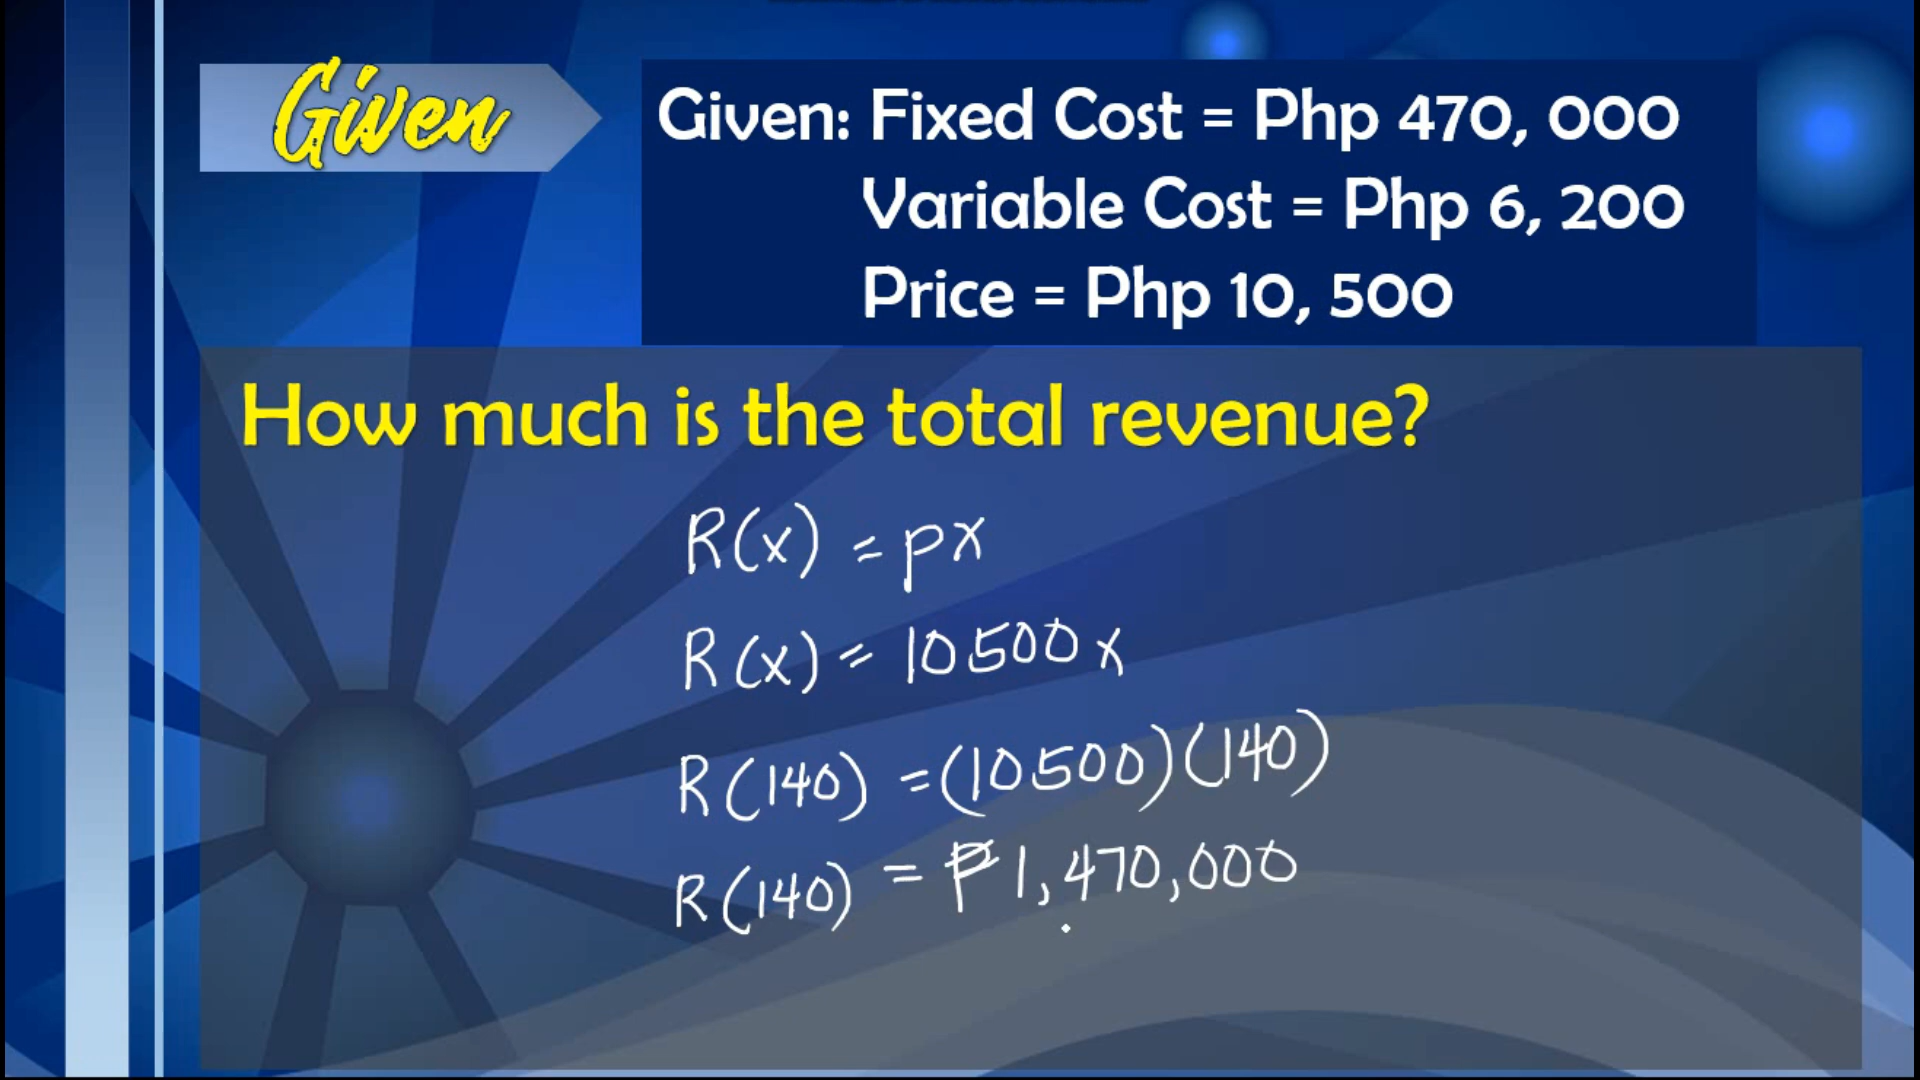 Given
Given: Fixed Cost = Php 470, 000
Variable Cost = Php 6, 200
Price = Php 10, 500
How much is the total revenue?
R(x) = px
R(x) = 10500x
R(140) = (10500)(140)
R(140) = ₱1,470,000